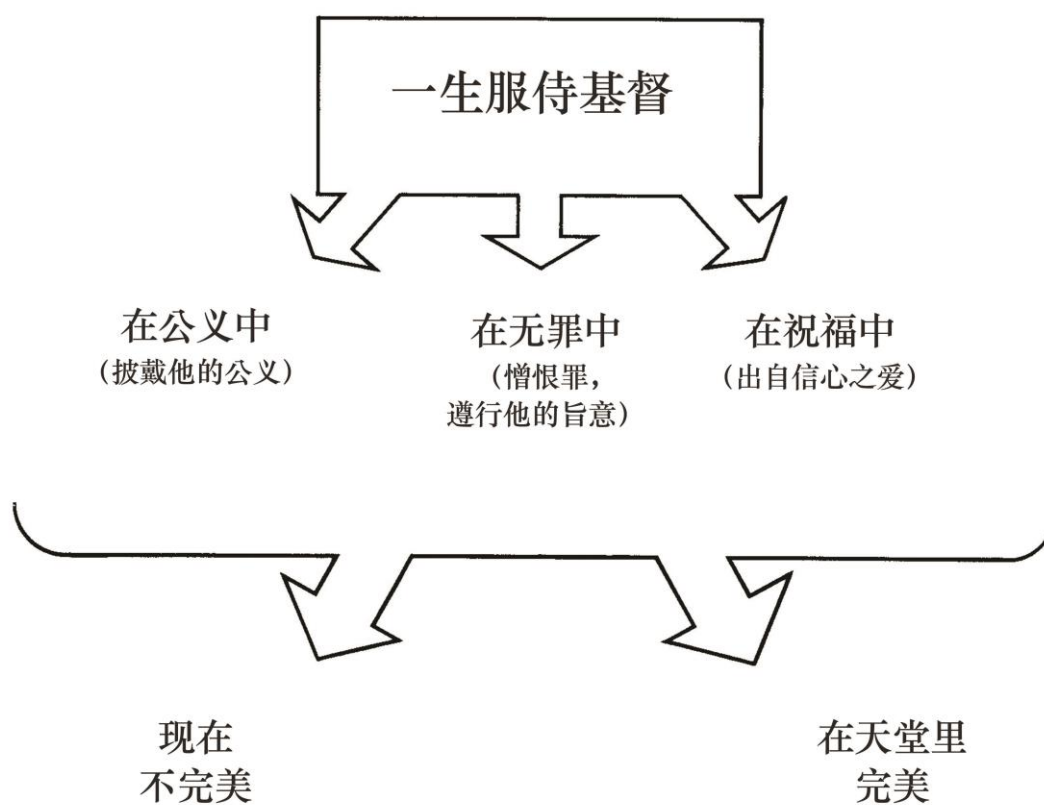 一生服侍基督
在公义中
(披戴他的公义)
在无罪中
(憎恨罪，
遵行他的旨意)
在祝福中
(出自信心之爱)
现在
不完美
在天堂里
完美